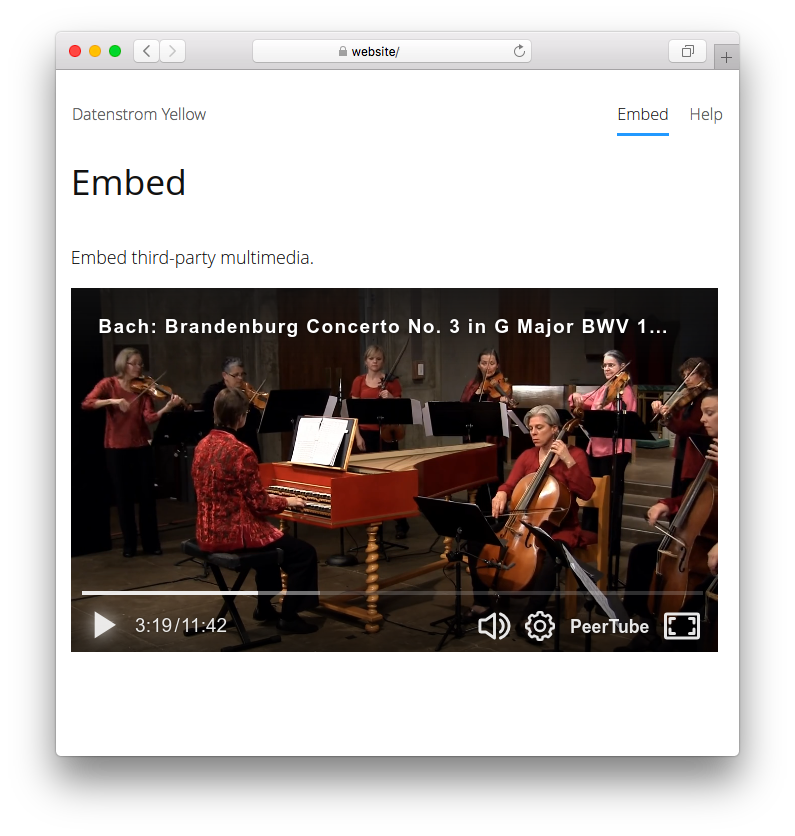 website/
Datenstrom Yellow
Embed Help
Embed
Embed third-party multimedia.
Bach: Brandenburg Concerto No. 3 in G Major BWV 1...
3:19/11:42
PeerTube